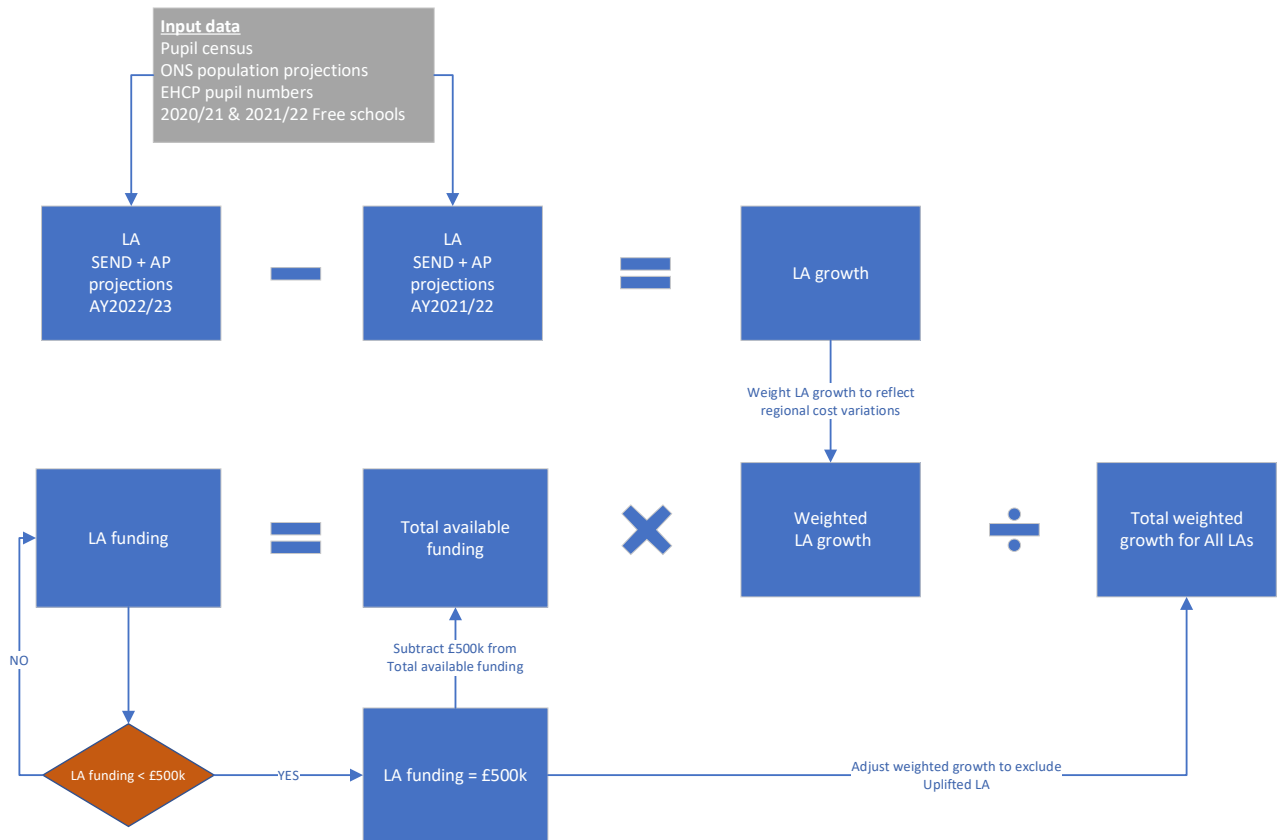 Input data
Pupil census
ONS population projections
EHCP pupil numbers
2020/21 & 2021/22 Free schools
LA
SEND + AP
projections
AY2022/23
LA
SEND + AP
projections
AY2021/22
LA growth
Weight LA growth to reflect
regional cost variations
LA funding
Total available
funding
Weighted
LA growth
Total weighted
growth for All LAs
Subtract £500k from
Total available funding
NO
LA funding < £500k
YES
LA funding = £500k
Adjust weighted growth to exclude
Uplifted LA